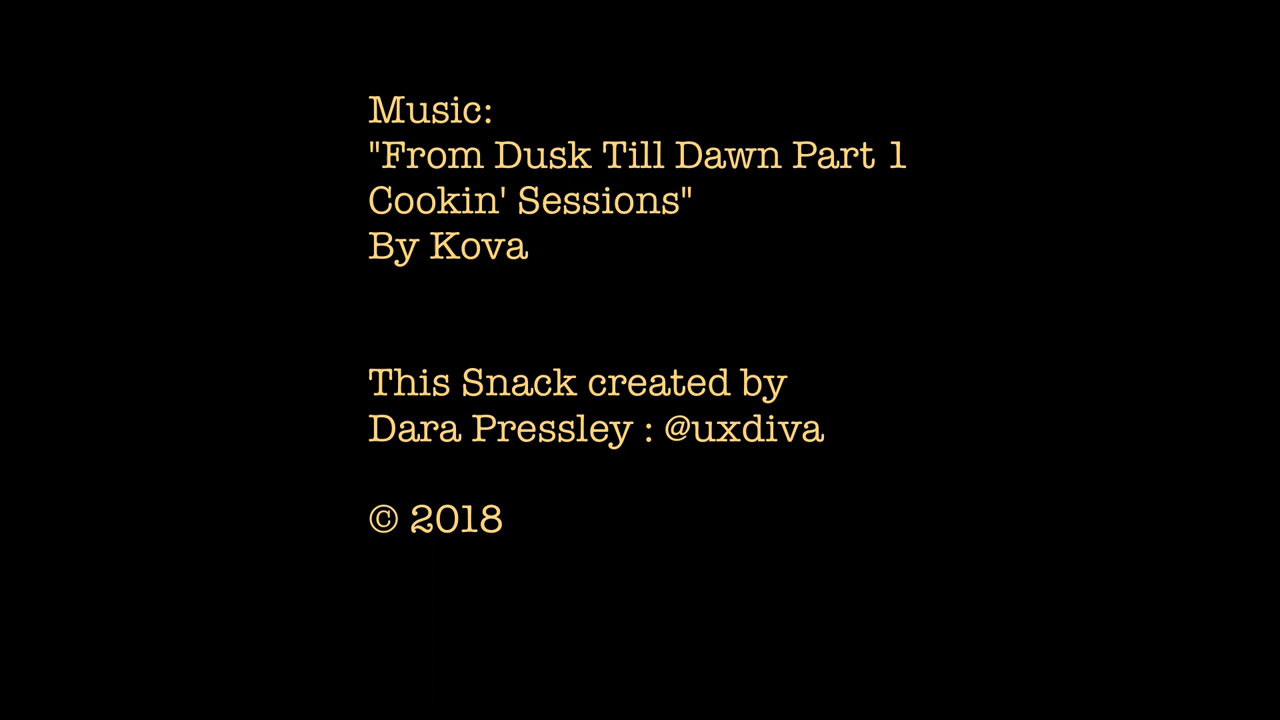 Music:
"From Dusk Till Dawn Part 1
Cookin' Sessions"
By Kova
This Snack created by
Dara Pressley : @uxdiva
© 2018